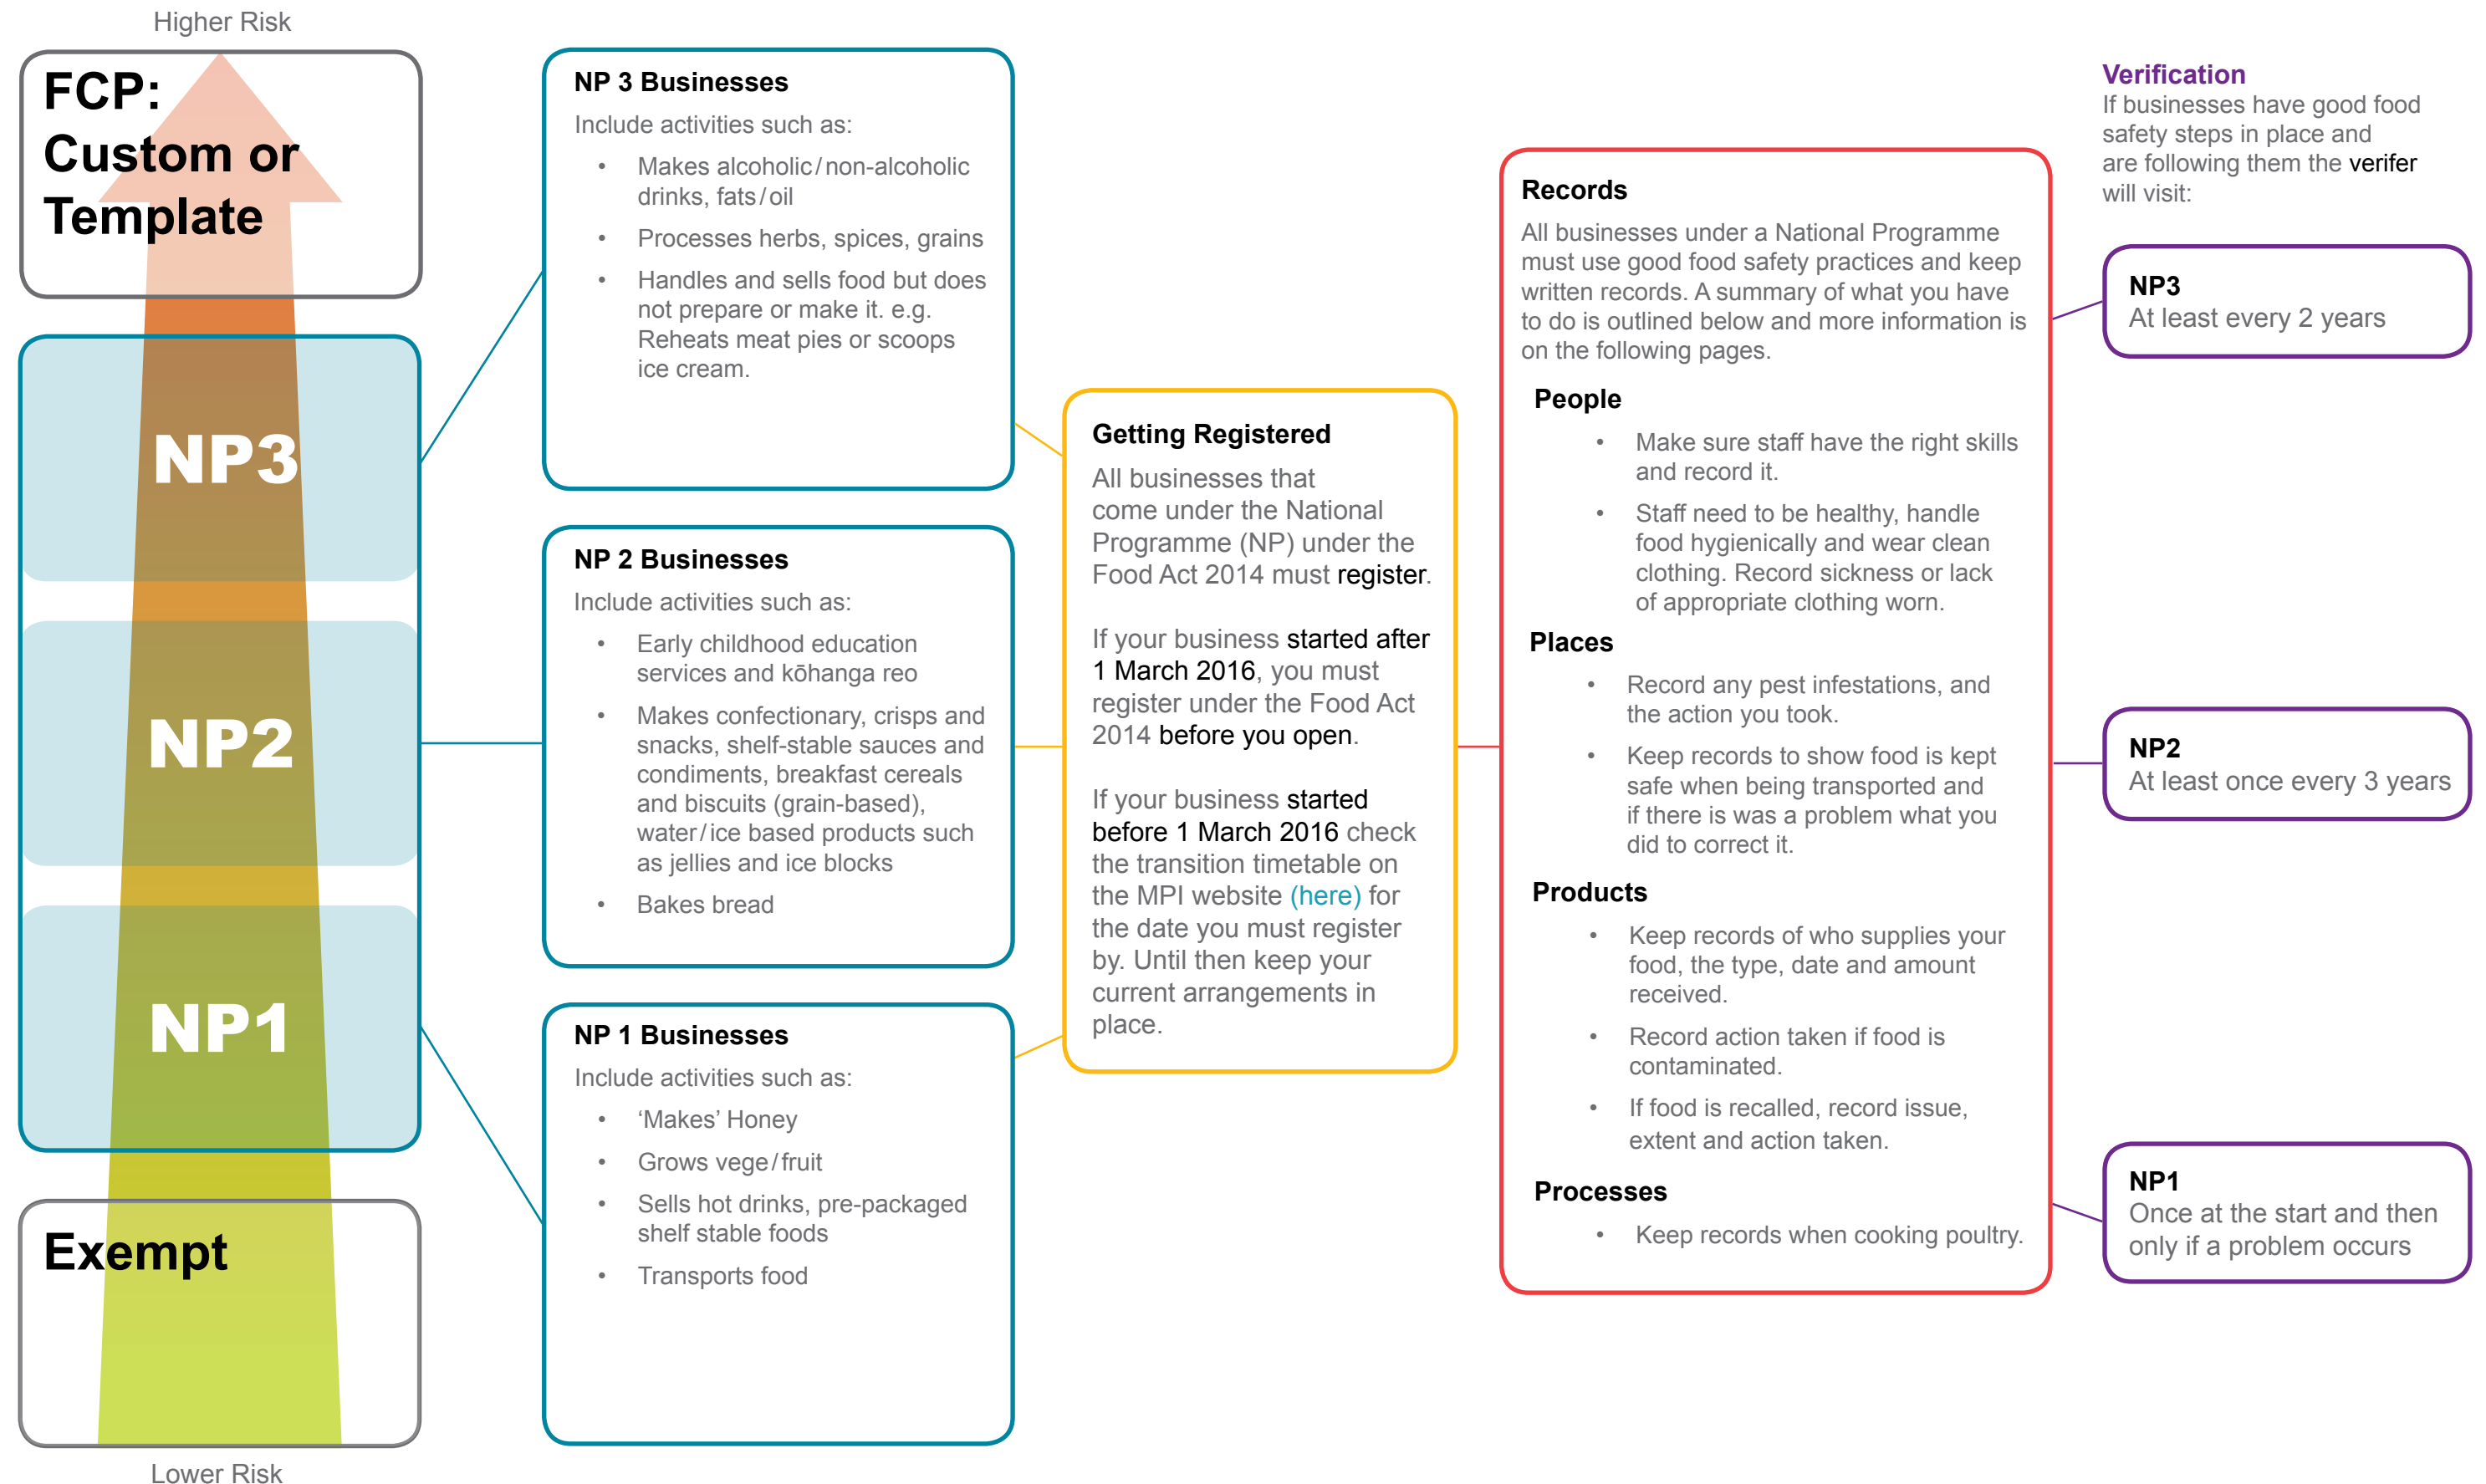 Higher Risk
FCP:
Custom or
Template
NP3
NP2
NP1
Exempt
Lower Risk
NP 3 Businesses
Include activities such as:
• Makes alcoholic/non-alcoholic
drinks, fats/oil
• Processes herbs, spices, grains
• Handles and sells food but does
not prepare or make it. e.g.
Reheats meat pies or scoops
ice cream.
NP 2 Businesses
Include activities such as:
• Early childhood education
services and kōhanga reo
• Makes confectionary, crisps and
snacks, shelf-stable sauces and
condiments, breakfast cereals
and biscuits (grain-based),
water/ice based products such
as jellies and ice blocks
• Bakes bread
NP 1 Businesses
Include activities such as:
• ‘Makes’ Honey
• Grows vege/fruit
• Sells hot drinks, pre-packaged
shelf stable foods
• Transports food
Getting Registered
All businesses that
come under the National
Programme (NP) under the
Food Act 2014 must register.
If your business started after
1 March 2016, you must
register under the Food Act
2014 before you open.
If your business started
before 1 March 2016 check
the transition timetable on
the MPI website (here) for
the date you must register
by. Until then keep your
current arrangements in
place.
Records
All businesses under a National Programme
must use good food safety practices and keep
written records. A summary of what you have
to do is outlined below and more information is
on the following pages.
People
• Make sure staff have the right skills
and record it.
• Staff need to be healthy, handle
food hygienically and wear clean
clothing. Record sickness or lack
of appropriate clothing worn.
Places
• Record any pest infestations, and
the action you took.
• Keep records to show food is kept
safe when being transported and
if there is was a problem what you
did to correct it.
Products
• Keep records of who supplies your
food, the type, date and amount
received.
• Record action taken if food is
contaminated.
• If food is recalled, record issue,
extent and action taken.
Processes
• Keep records when cooking poultry.
Verification
If businesses have good food
safety steps in place and
are following them the verifer
will visit:
NP3
At least every 2 years
NP2
At least once every 3 years
NP1
Once at the start and then
only if a problem occurs